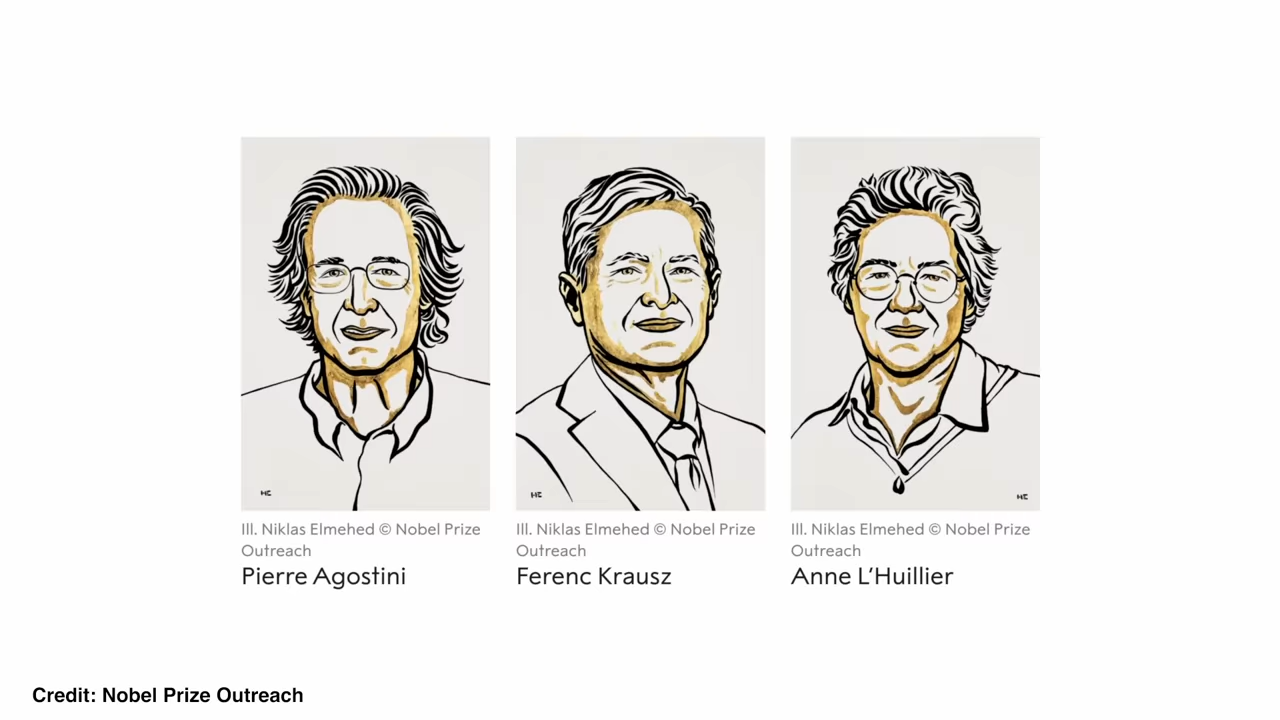 Ill. Niklas Elmehed © Nobel Prize
Outreach
Pierre Agostini
Ill. Niklas Elmehed © Nobel Prize
Outreach
Ferenc Krausz
Ill. Niklas Elmehed © Nobel Prize
Outreach
Anne L’Huillier
Credit: Nobel Prize Outreach